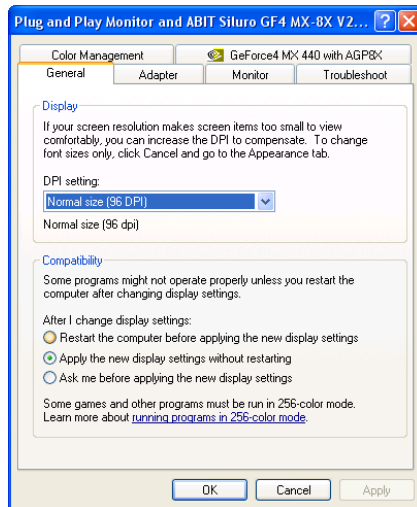 Plug and Play Monitor and ABIT Siluro GF4 MX-8X V2...
Color Management
GeForce4 MX 440 with AGP8X
General
Adapter
Monitor
Troubleshoot
Display
If your screen resolution makes screen items too small to view
comfortably, you can increase the DPI to compensate. To change
font sizes only, click Cancel and go to the Appearance tab.
DPI setting:
Normal size (96 DPI)
Normal size (96 dpi)
Compatibility
Some programs might not operate properly unless you restart the
computer after changing display settings.
After I change display settings:
Restart the computer before applying the new display settings
Apply the new display settings without restarting
Ask me before applying the new display settings
Some games and other programs must be run in 256-color mode.
Learn more about running programs in 256-color mode.
OK
Cancel
Apply